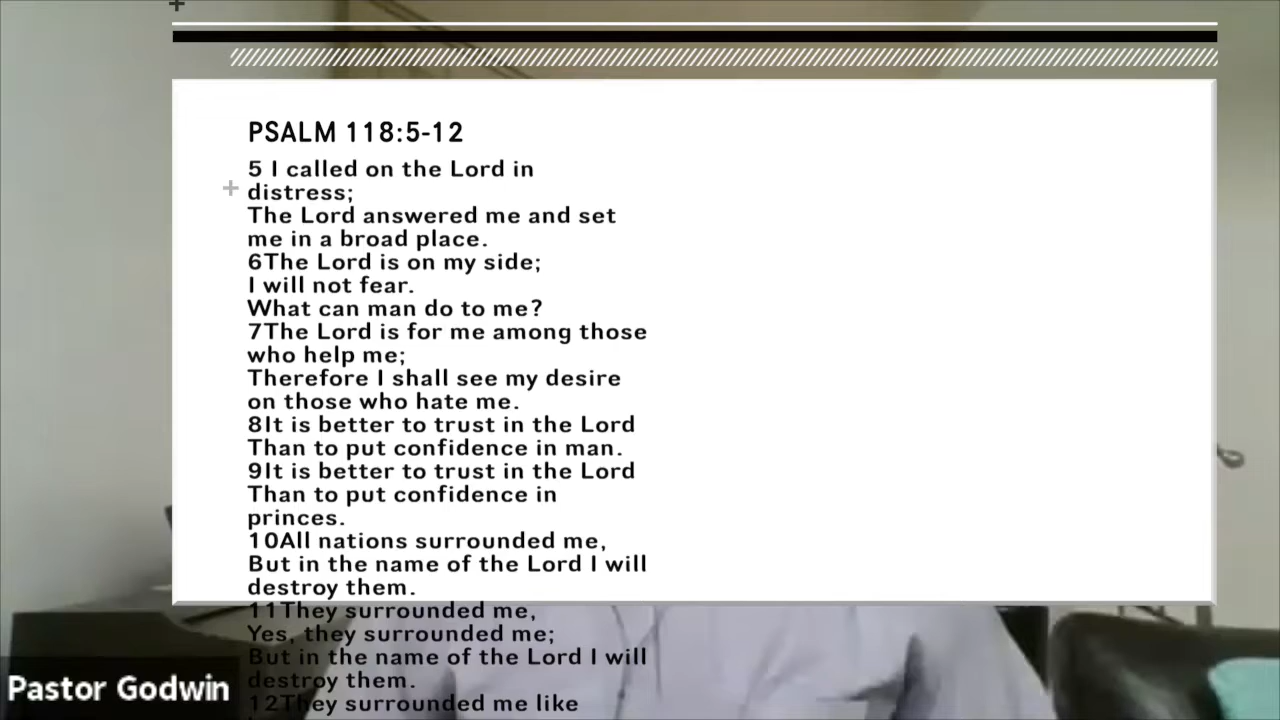 PSALM 118:5-12
5 I called on the Lord in
distress;
The Lord answered me and set
me in a broad place.
6The Lord is on my side;
I will not fear.
What can man do to me?
7The Lord is for me among those
who help me;
Therefore I shall see my desire
on those who hate me.
8It is better to trust in the Lord
Than to put confidence in man.
9It is better to trust in the Lord
Than to put confidence in
princes.
10All nations surrounded me,
But in the name of the Lord I will
destroy them.
11They surrounded me,
Yes, they surrounded me;
But in the name of the Lord I will
destroy them.
12They surrounded me like
Pastor Godwin